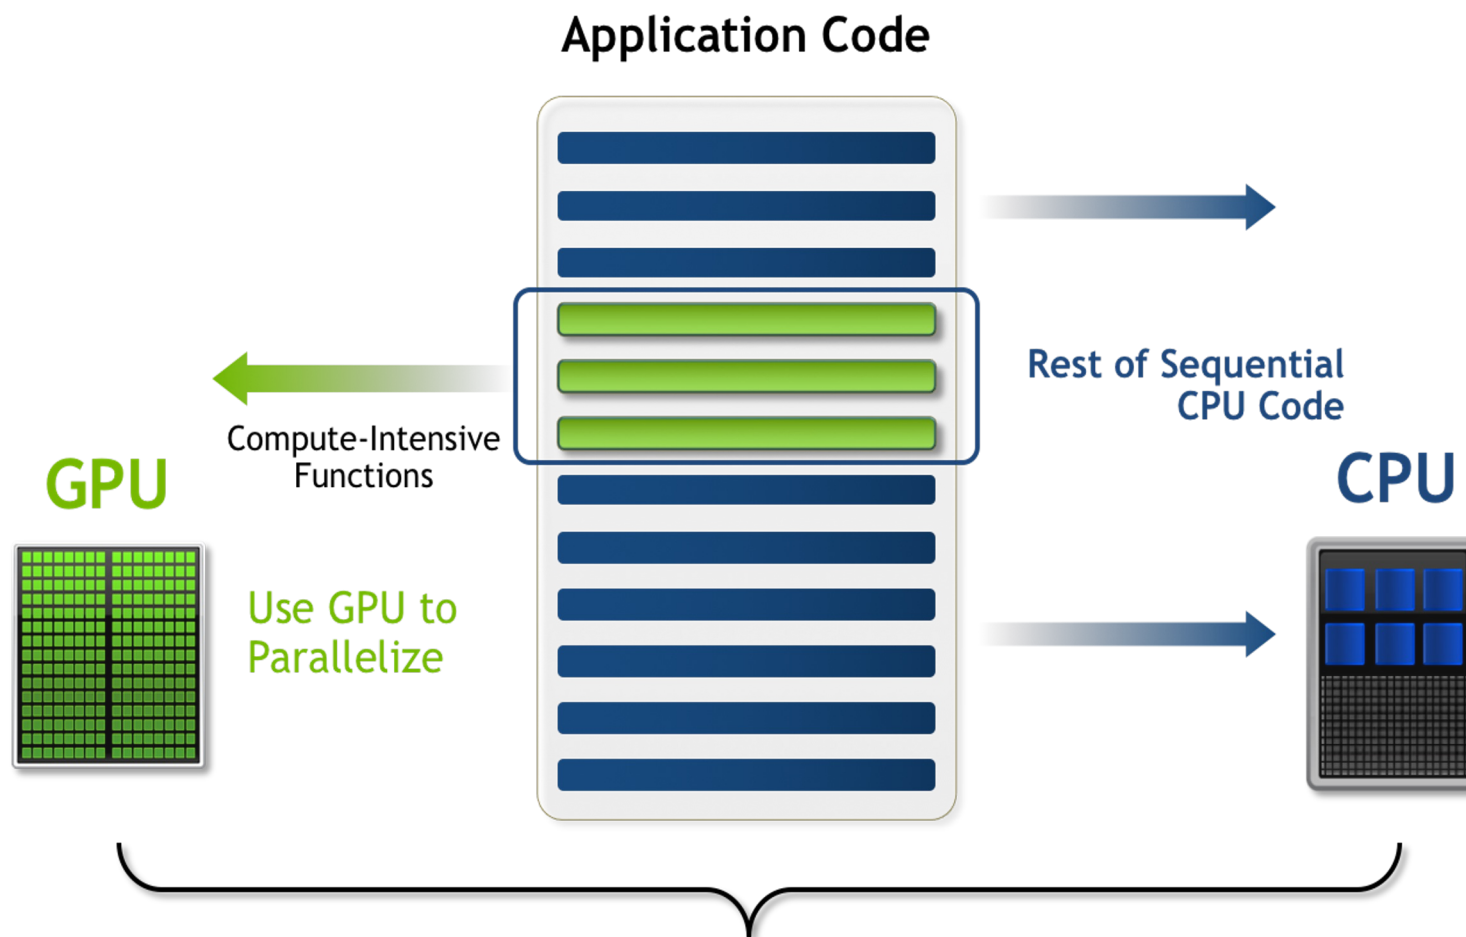 Application Code
Rest of Sequential
CPU Code
Compute-Intensive
Functions
GPU
CPU
Use GPU to
Parallelize